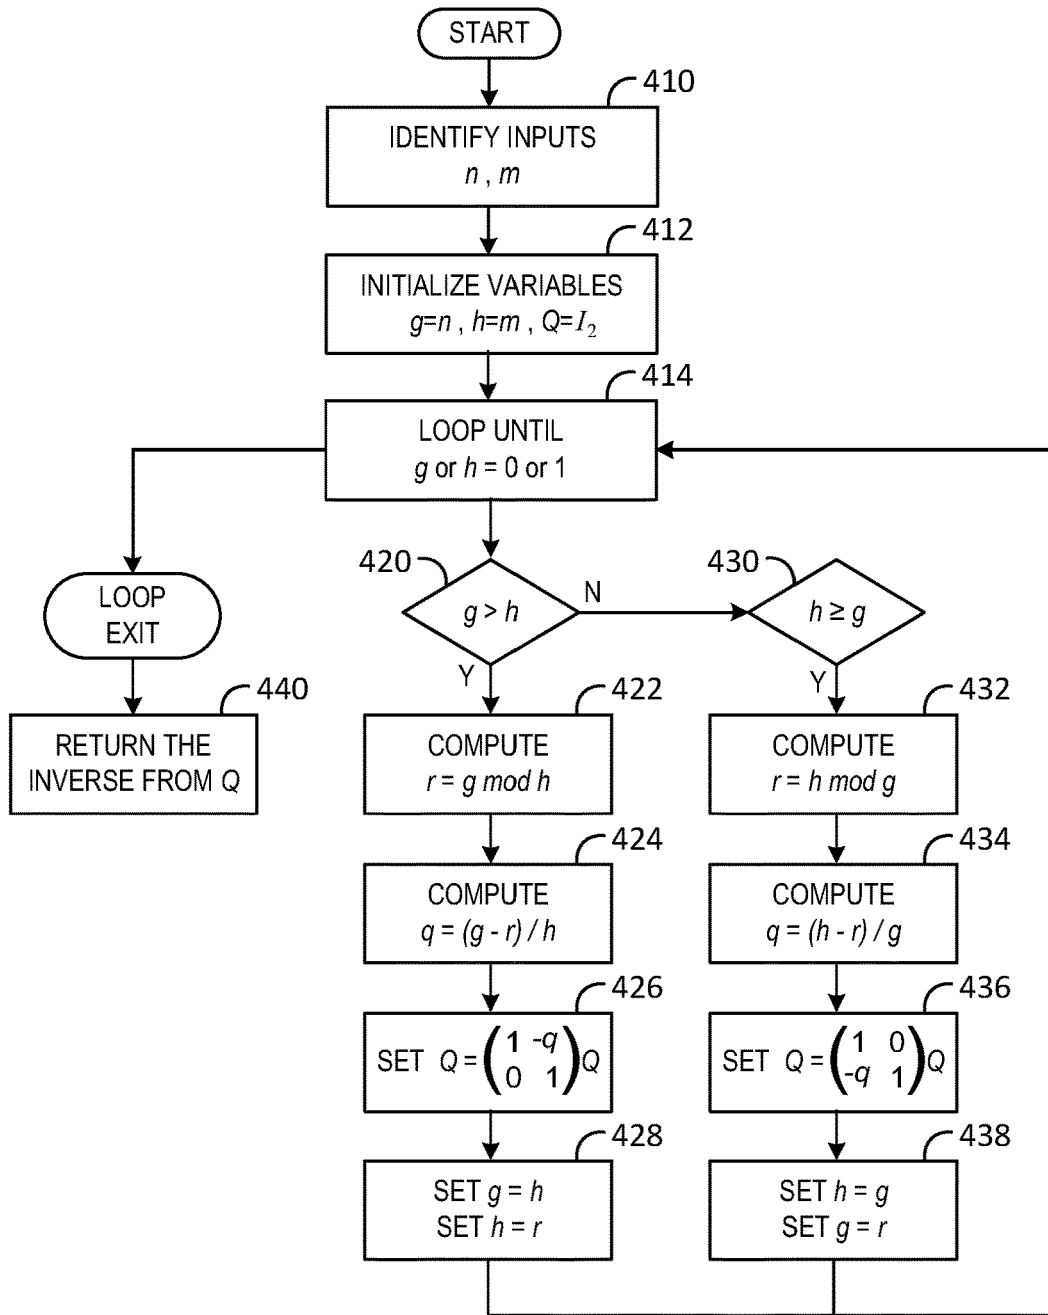 START
410
IDENTIFY INPUTS
n , m
412
INITIALIZE VARIABLES
g=n , h=m , Q=I₂
414
LOOP UNTIL
g or h = 0 or 1
420
g > h
N
Y
430
h ≥ g
Y
LOOP
EXIT
440
RETURN THE
INVERSE FROM Q
422
COMPUTE
r = g mod h
432
COMPUTE
r = h mod g
424
COMPUTE
q = (g - r) / h
434
COMPUTE
q = (h - r) / g
426
SET Q = (1 -q
0 1) Q
436
SET Q = (1 0
-q 1) Q
428
SET g = h
SET h = r
438
SET h = g
SET g = r